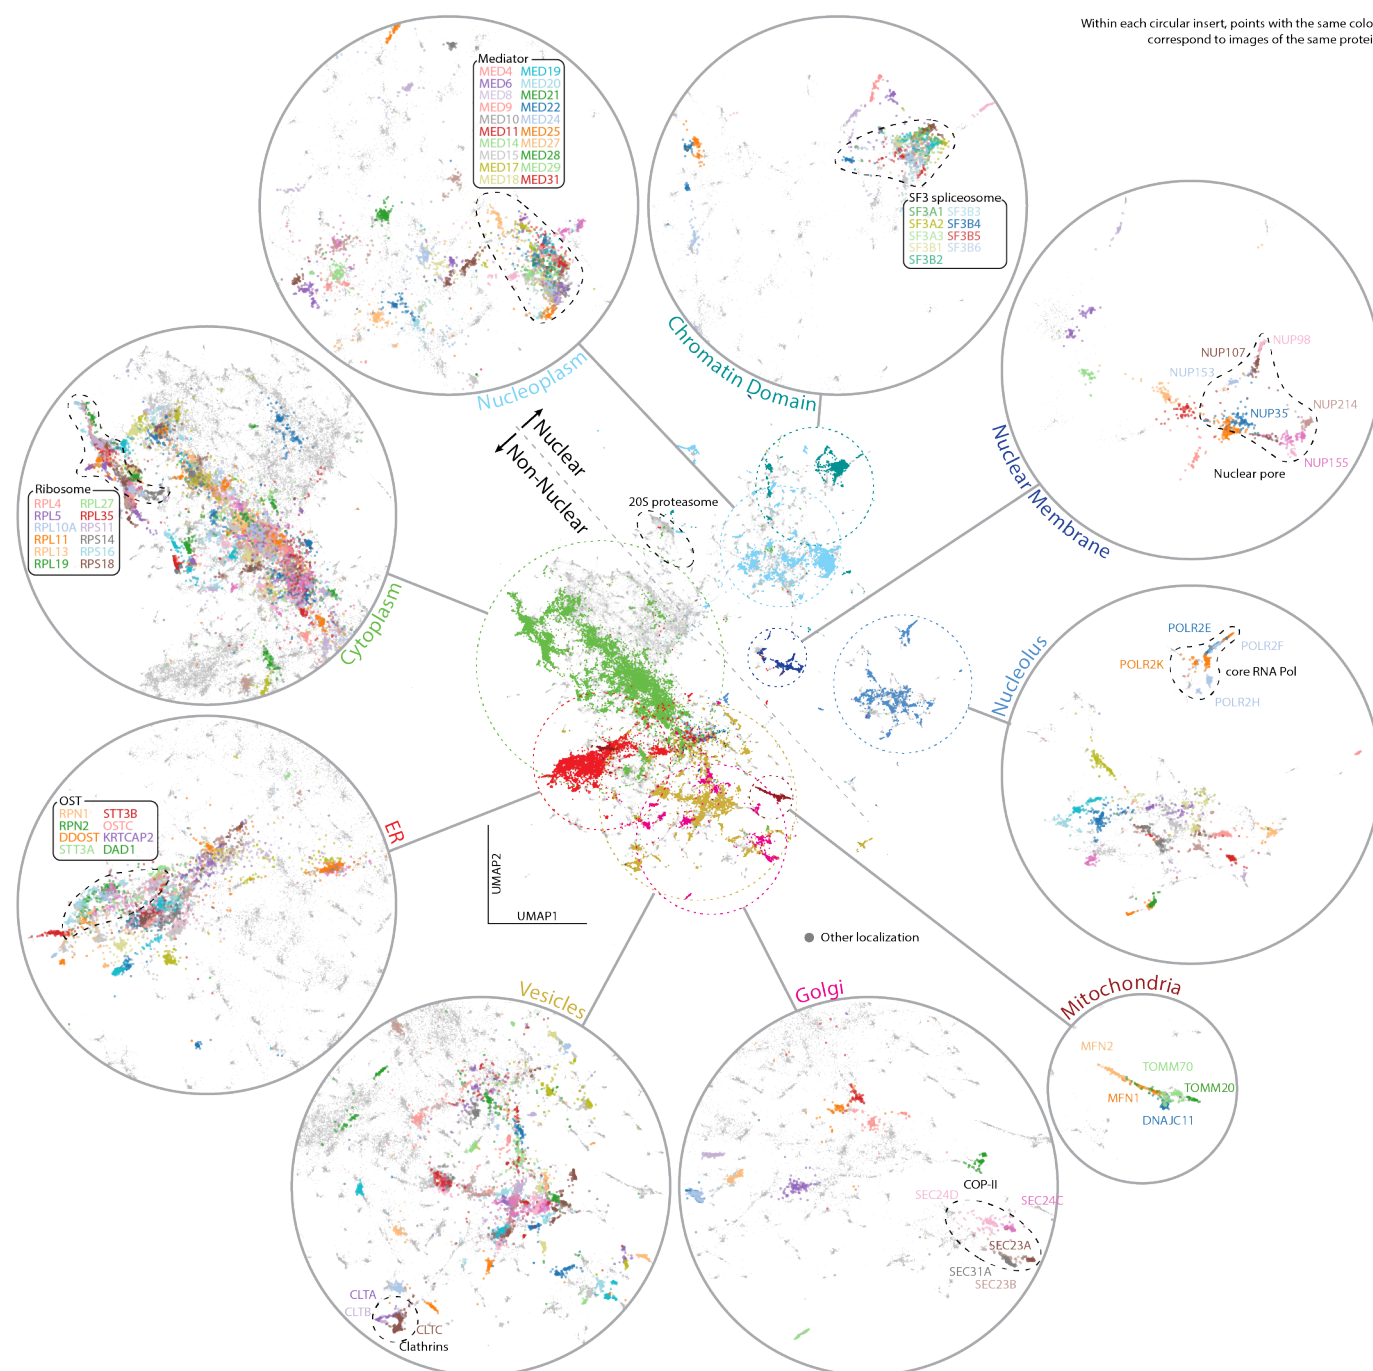 Within each circular insert, points with the same colo
correspond to images of the same protei
Mediator
MED4 MED19
MED6 MED20
MED8 MED21
MED9 MED22
MED10 MED24
MED11 MED25
MED14 MED27
MED15 MED28
MED17 MED29
MED18 MED31
Nucleoplasm
SF3 spliceosome
SF3A1 SF3B3
SF3A2 SF3B4
SF3A3 SF3B5
SF3B1 SF3B6
SF3B2
Chromatin Domain
NUP98
NUP107
NUP153
NUP214
NUP35
NUP155
Nuclear pore
Nuclear Membrane
Nuclear
Non-Nuclear
20S proteasome
Ribosome
RPL4 RPL27
RPL5 RPL35
RPL10A RPS11
RPL11 RPS14
RPL13 RPS16
RPL19 RPS18
Cytoplasm
POLR2E
POLR2F
POLR2K
core RNA Pol
POLR2H
Nucleolus
OST
RPN1 STT3B
RPN2 OSTC
DDOST KRTCAP2
STT3A DAD1
ER
UMAP2
UMAP1
Other localization
Vesicles
CLTA
CLTB
CLTC
Clathrins
Golgi
COP-II
SEC24D
SEC24C
SEC23A
SEC31A
SEC23B
Mitochondria
MFN2
TOMM70
TOMM20
MFN1
DNAJC11